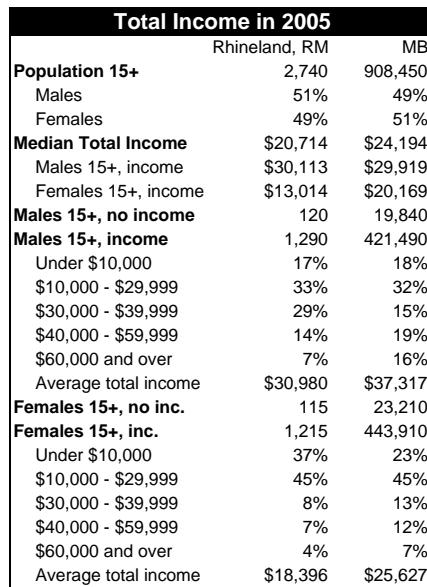 Total Income in 2005
Rhineland, RM MB
Population 15+ 2,740 908,450
Males 51% 49%
Females 49% 51%
Median Total Income $20,714 $24,194
Males 15+, income $30,113 $29,919
Females 15+, income $13,014 $20,169
Males 15+, no income 120 19,840
Males 15+, income 1,290 421,490
Under $10,000 17% 18%
$10,000 - $29,999 33% 32%
$30,000 - $39,999 29% 15%
$40,000 - $59,999 14% 19%
$60,000 and over 7% 16%
Average total income $30,980 $37,317
Females 15+, no inc. 115 23,210
Females 15+, inc. 1,215 443,910
Under $10,000 37% 23%
$10,000 - $29,999 45% 45%
$30,000 - $39,999 8% 13%
$40,000 - $59,999 7% 12%
$60,000 and over 4% 7%
Average total income $18,396 $25,627